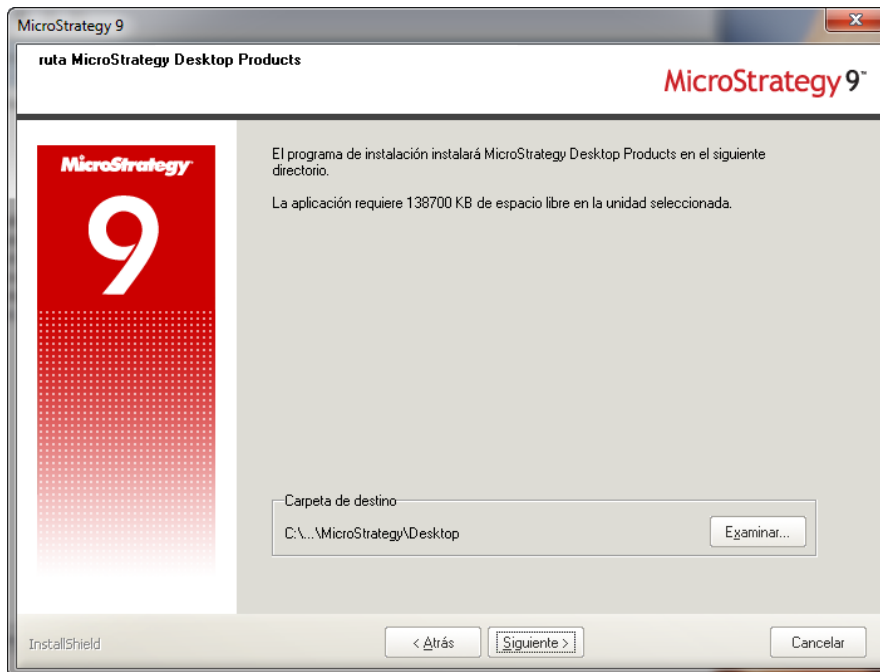 MicroStrategy 9
ruta MicroStrategy Desktop Products
MicroStrategy 9™
MicroStrategy
9
El programa de instalación instalará MicroStrategy Desktop Products en el siguiente
directorio.
La aplicación requiere 138700 KB de espacio libre en la unidad seleccionada.
Carpeta de destino
C:\...\MicroStrategy\Desktop
Examinar...
InstallShield
< Atrás
Siguiente >
Cancelar